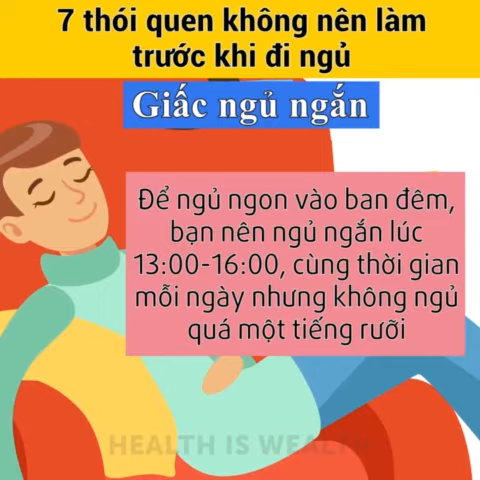 7 thói quen không nên làm
trước khi đi ngủ
Giấc ngủ ngắn
Để ngủ ngon vào ban đêm,
bạn nên ngủ ngắn lúc
13:00-16:00, cùng thời gian
mỗi ngày nhưng không ngủ
quá một tiếng rưỡi
HEALTH IS WEALTH